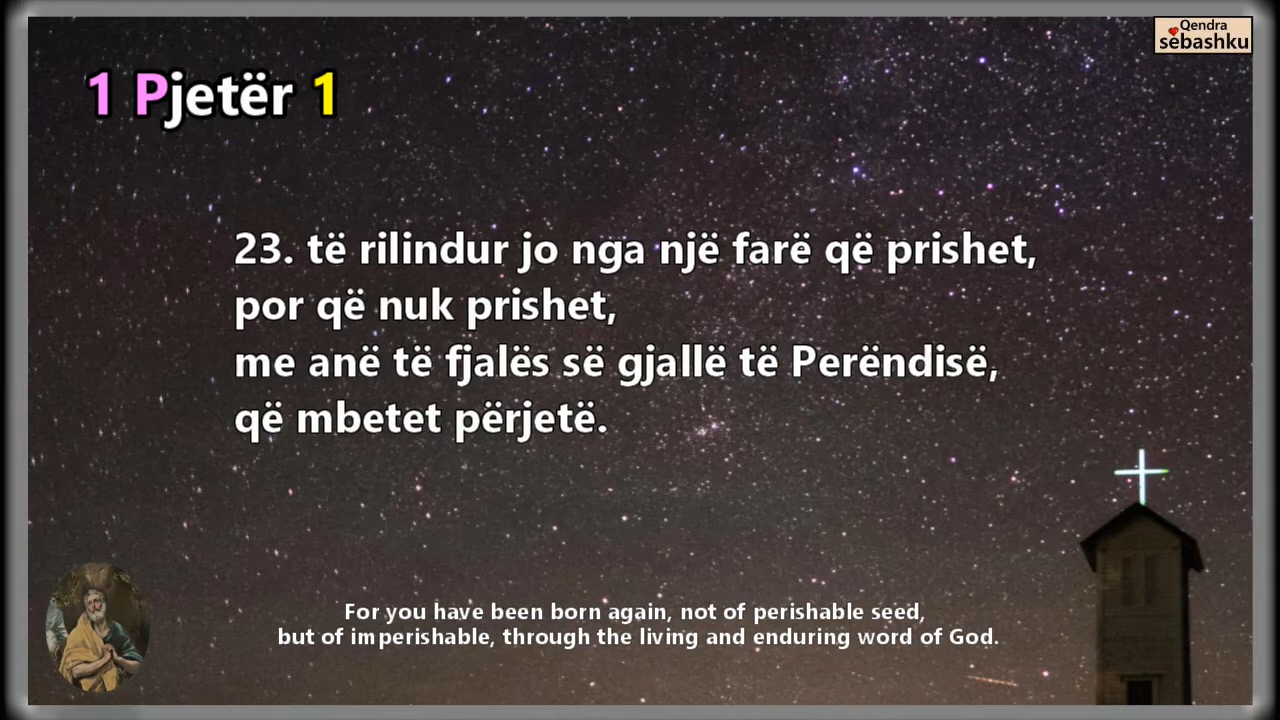 Qendra
sebashku
1 Pjetër 1
23. të rilindur jo nga një farë që prishet,
por që nuk prishet,
me anë të fjalës së gjallë të Perëndisë,
që mbetet përjetë.
For you have been born again, not of perishable seed,
but of imperishable, through the living and enduring word of God.